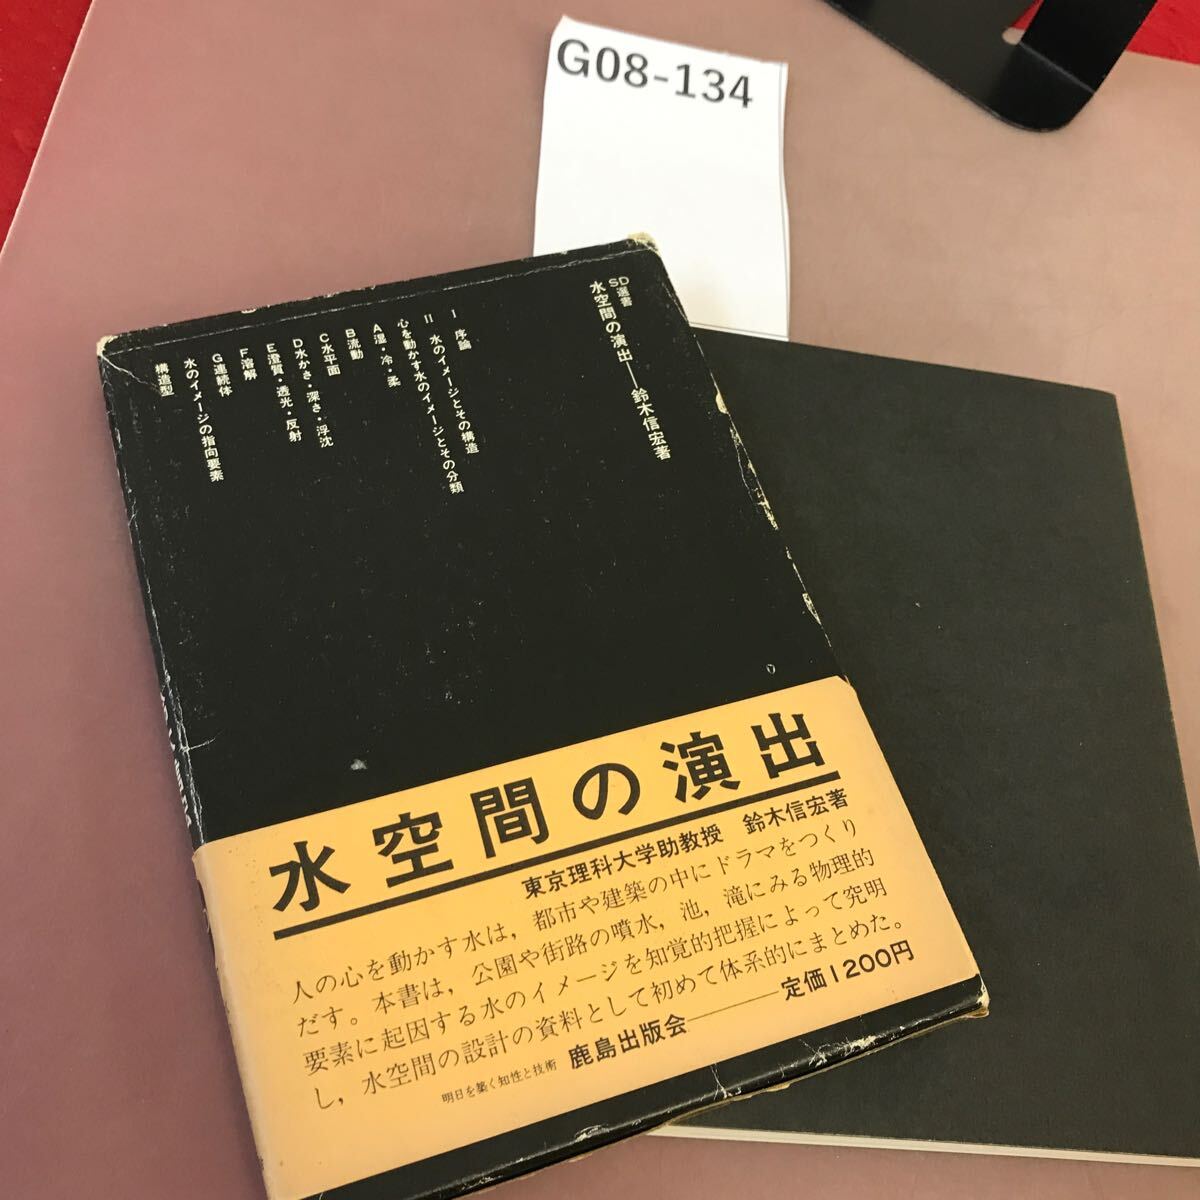 G08-134
SD選書
水空間の演出—鈴木信宏著
I 序論
II 水のイメージとその構造
心を動かす水のイメージとその分類
A湿・冷・柔
B流動
C水平面
D水かさ・深さ・浮沈
E澄質・透光・反射
F溶解
G連続体
水のイメージの指向要素
構造型
水空間の演出
東京理科大学助教授 鈴木信宏著
人の心を動かす水は，都市や建築の中にドラマをつくり
だす。本書は，公園や街路の噴水，池，滝にみる物理的
要素に起因する水のイメージを知覚的把握によって究明
し，水空間の設計の資料として初めて体系的にまとめた。
明日を築く知性と技術 鹿島出版会——定価1200円